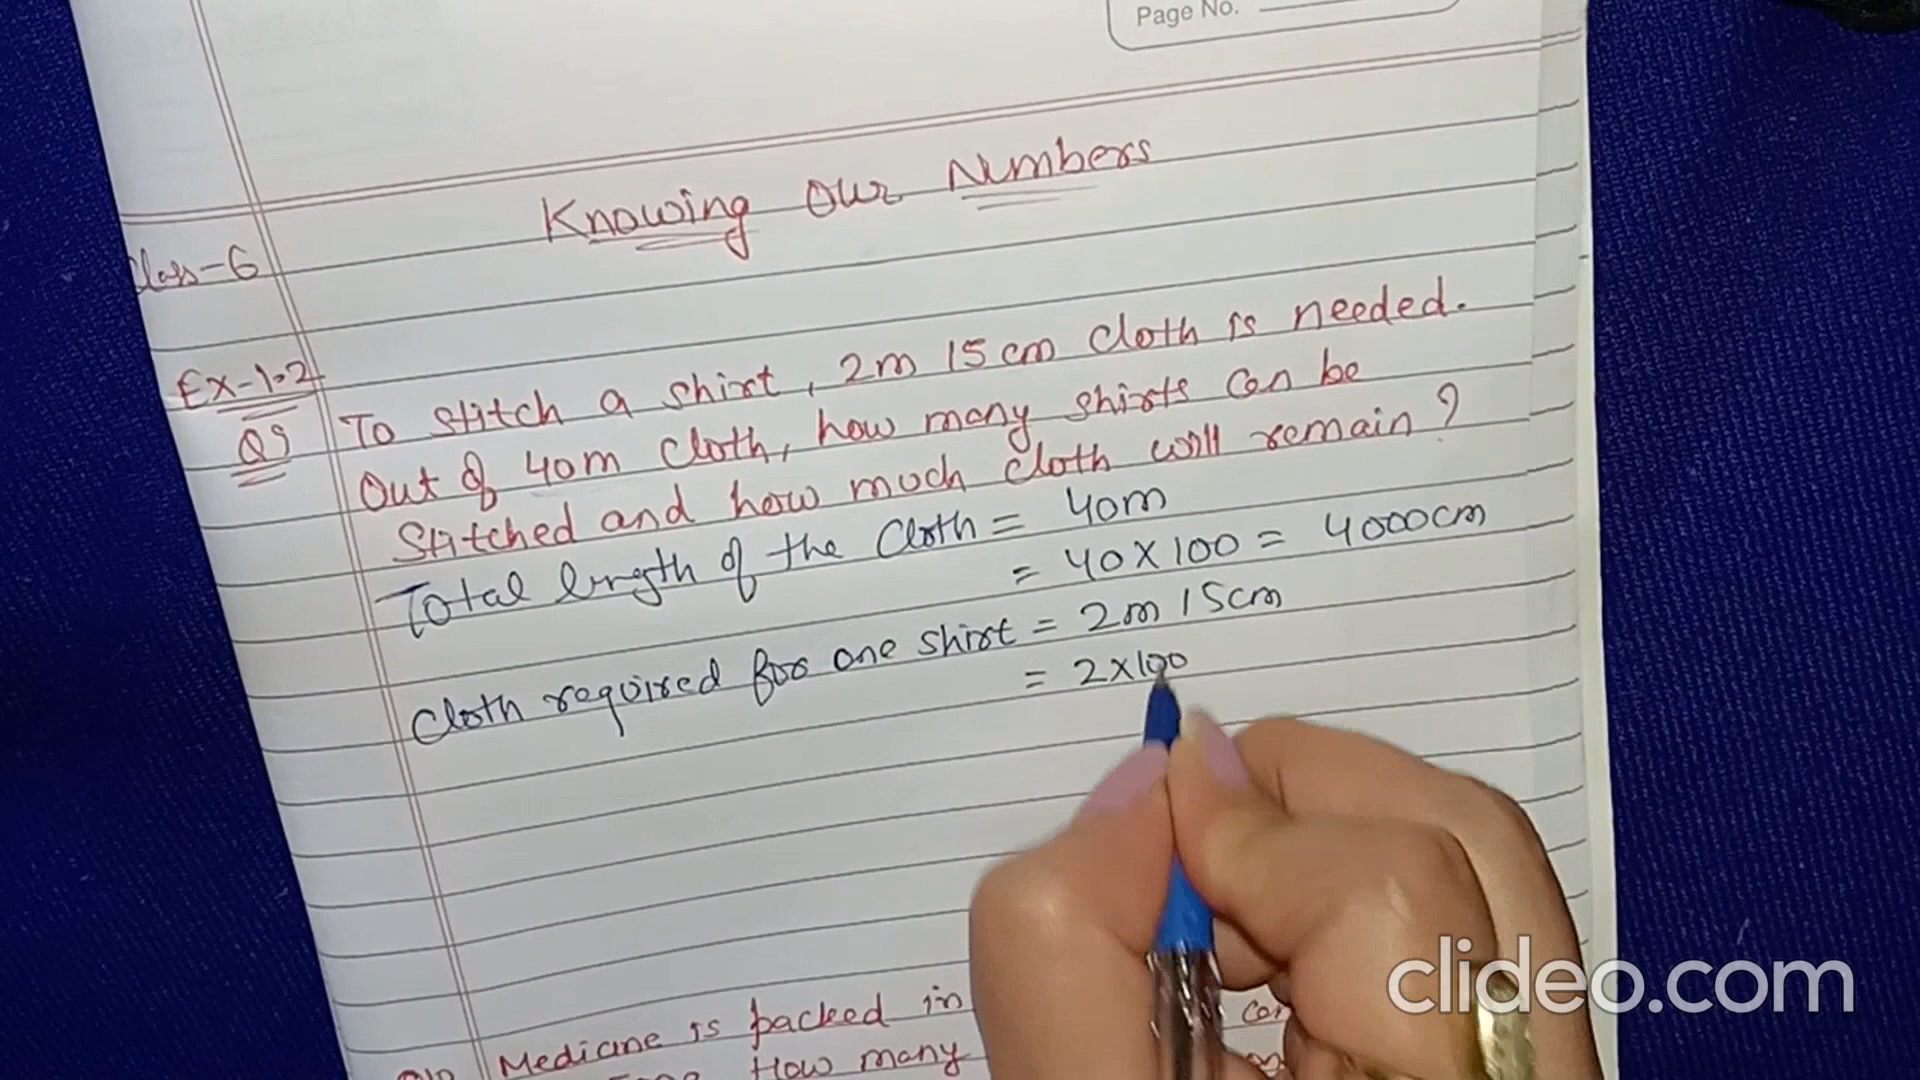 Page No.
Knowing Our Numbers
Class-6
Ex-1.2
Q9 To stitch a shirt, 2m 15cm cloth is needed.
Out of 40m cloth, how many shirts can be
Stitched and how much cloth will remain?
Total length of the cloth = 40m
= 40×100 = 4000cm
Cloth required for one shirt = 2m 15cm
= 2×100
Medicine is packed in
How many
clideo.com